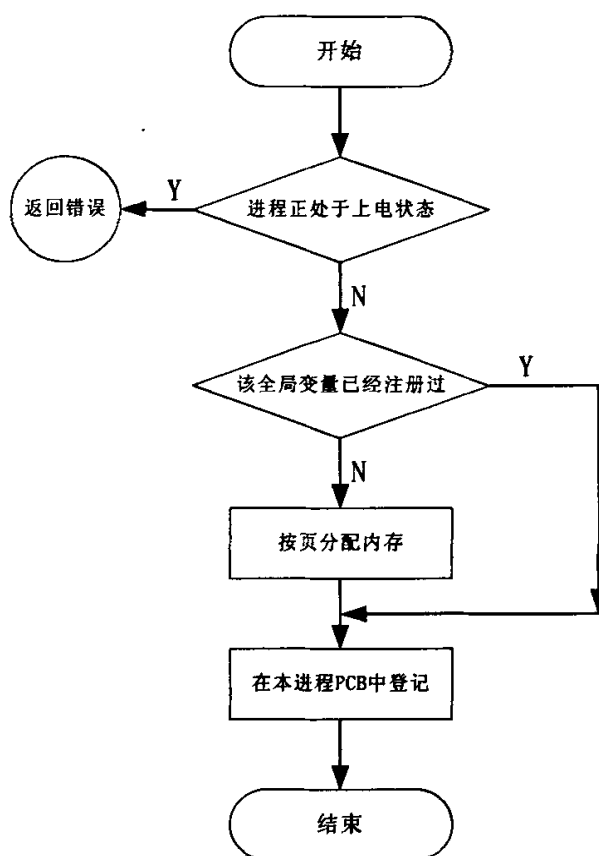 开始
进程正处于上电状态
Y
返回错误
N
该全局变量已经注册过
Y
N
按页分配内存
在本进程PCB中登记
结束